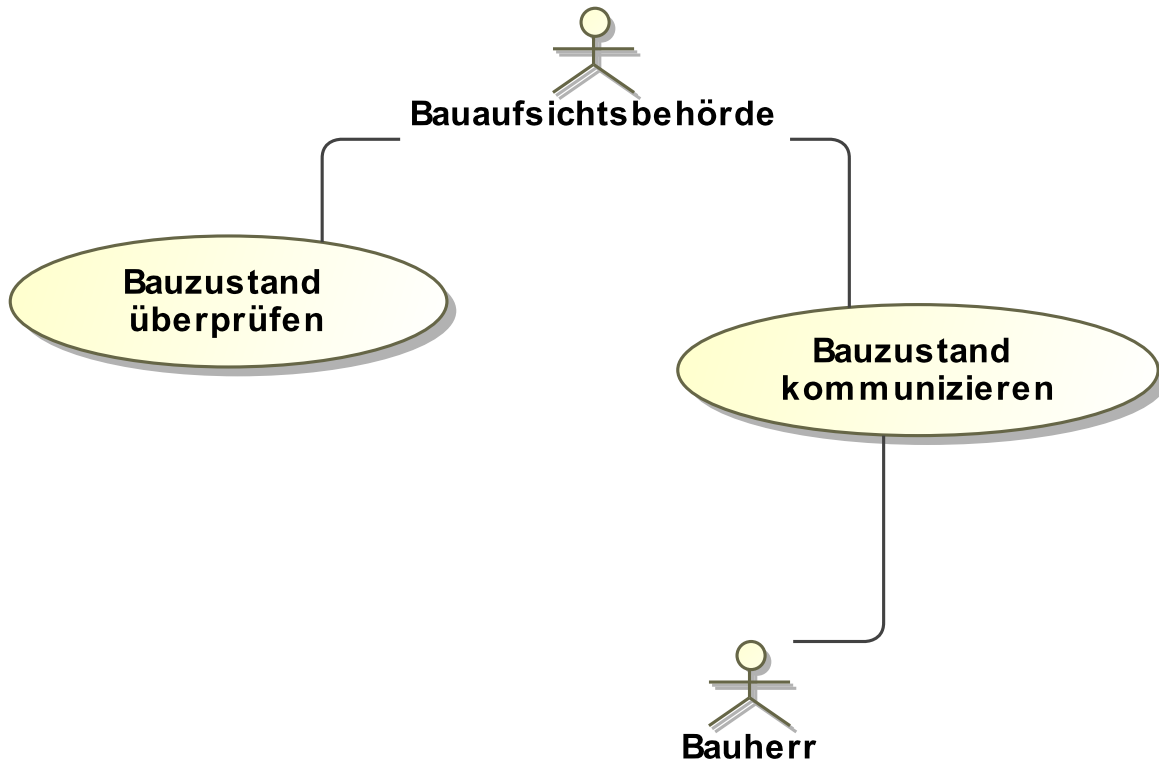 Bauaufsichtsbehörde
Bauzustand
überprüfen
Bauzustand
kommunizieren
Bauherr